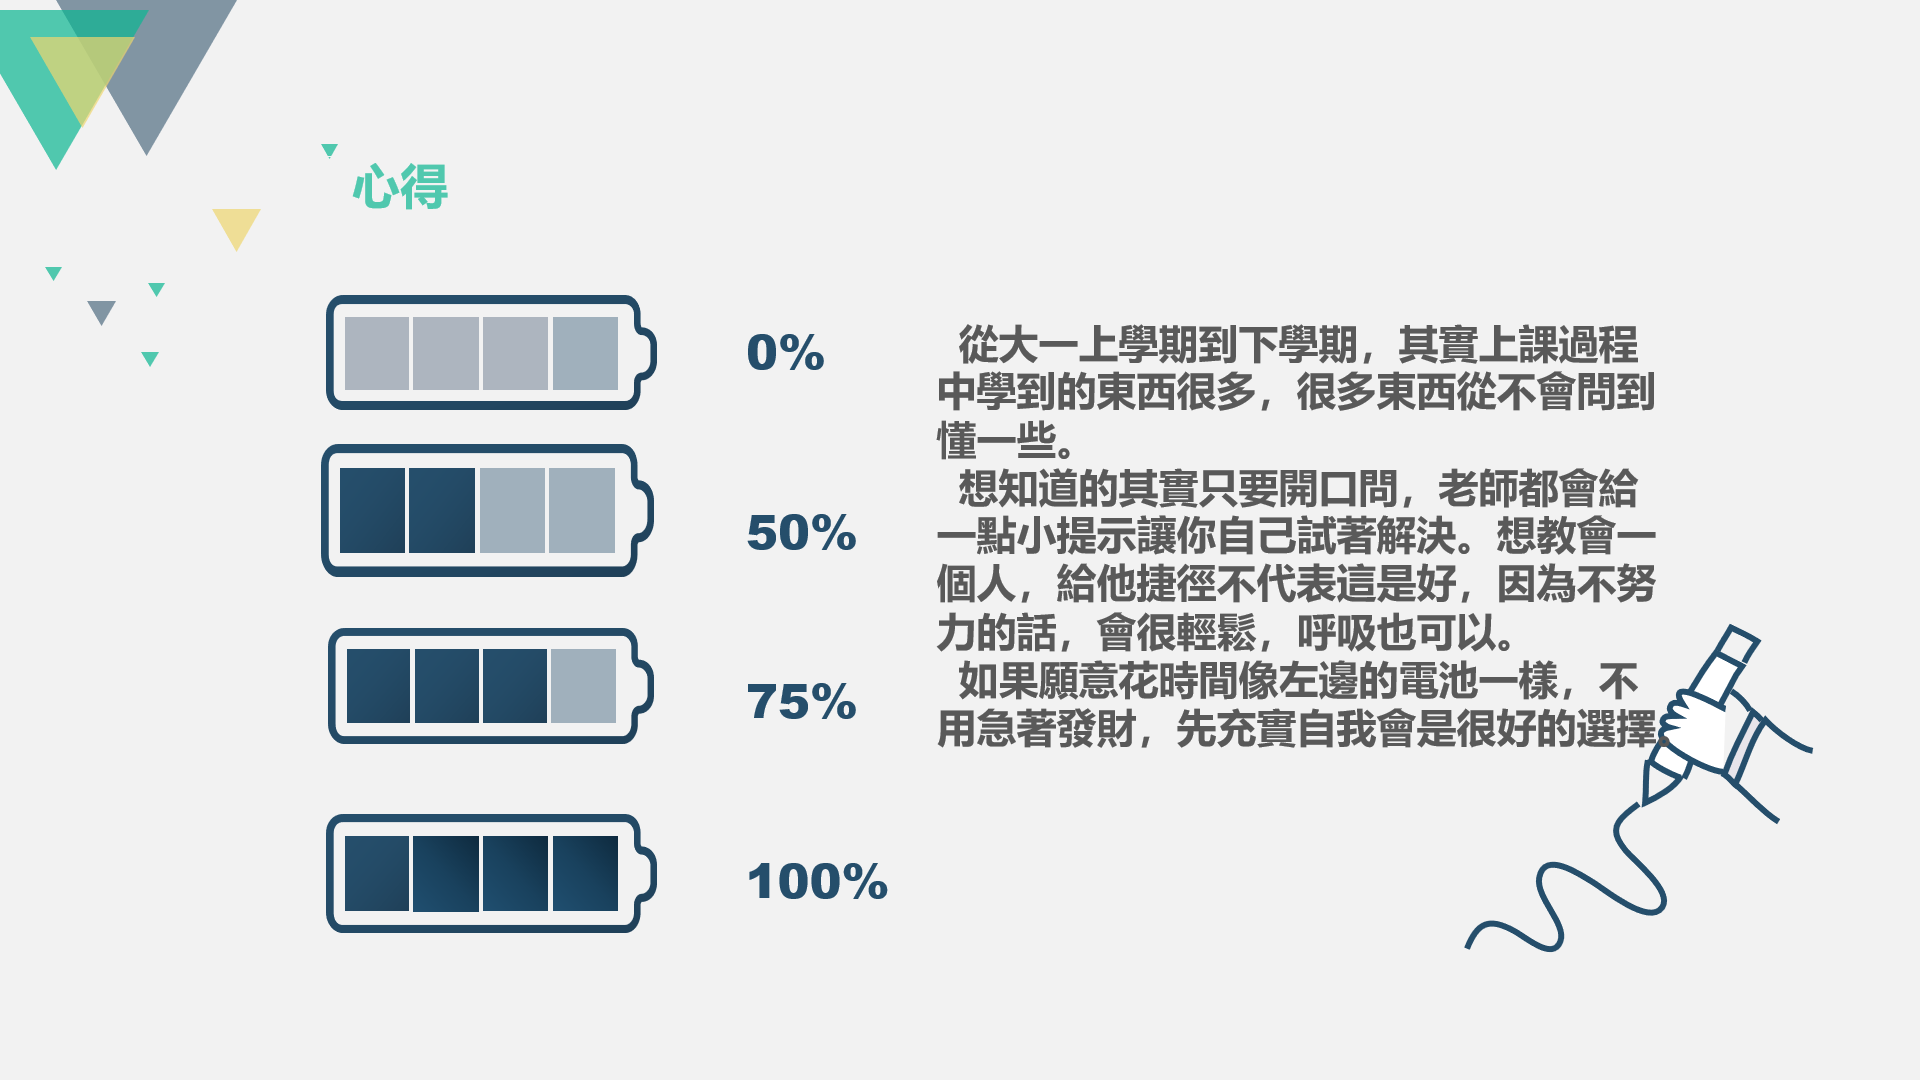 心得
0%
50%
75%
100%
從大一上學期到下學期，其實上課過程
中學到的東西很多，很多東西從不會問到
懂一些。
想知道的其實只要開口問，老師都會給
一點小提示讓你自己試著解決。想教會一
個人，給他捷徑不代表這是好，因為不努
力的話，會很輕鬆，呼吸也可以。
如果願意花時間像左邊的電池一樣，不
用急著發財，先充實自我會是很好的選擇。